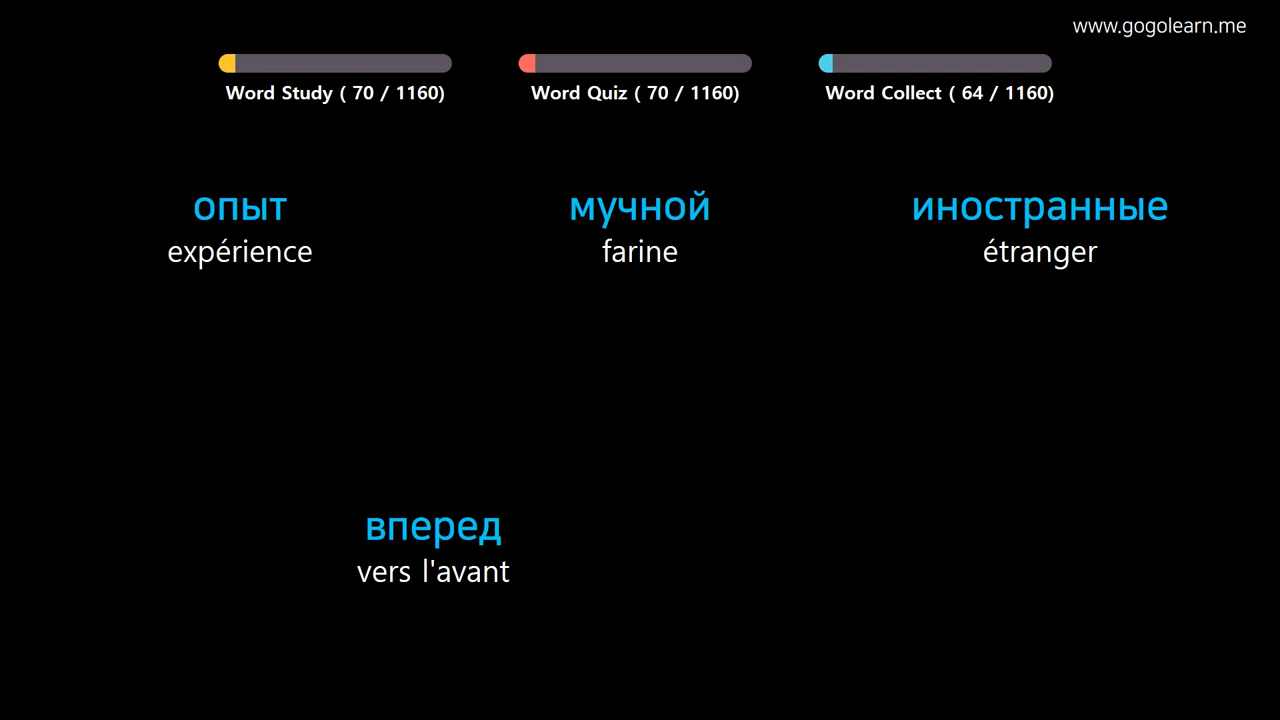 www.gogolearn.me
Word Study ( 70 / 1160)
Word Quiz ( 70 / 1160)
Word Collect ( 64 / 1160)
опыт
expérience
мучной
farine
иностранные
étranger
вперед
vers l'avant